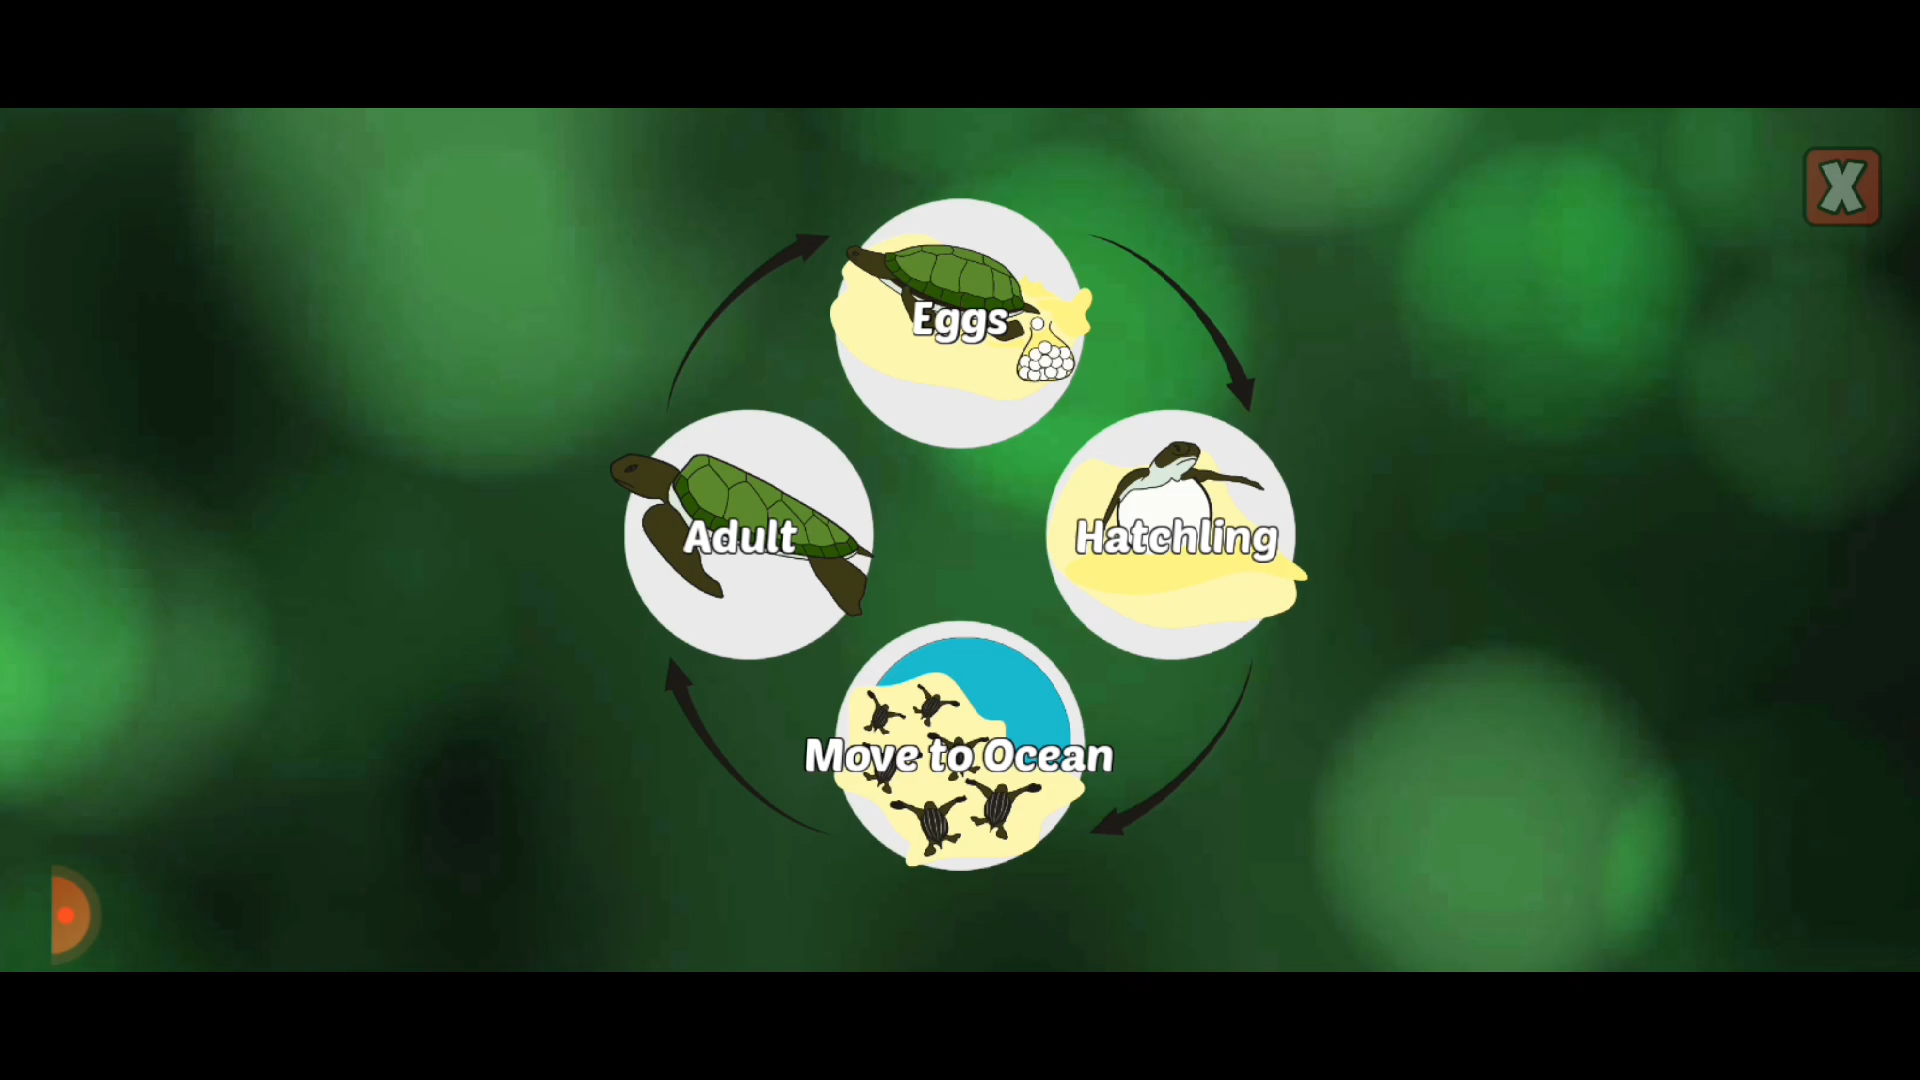 X
Eggs
Adult
Hatchling
Move to Ocean